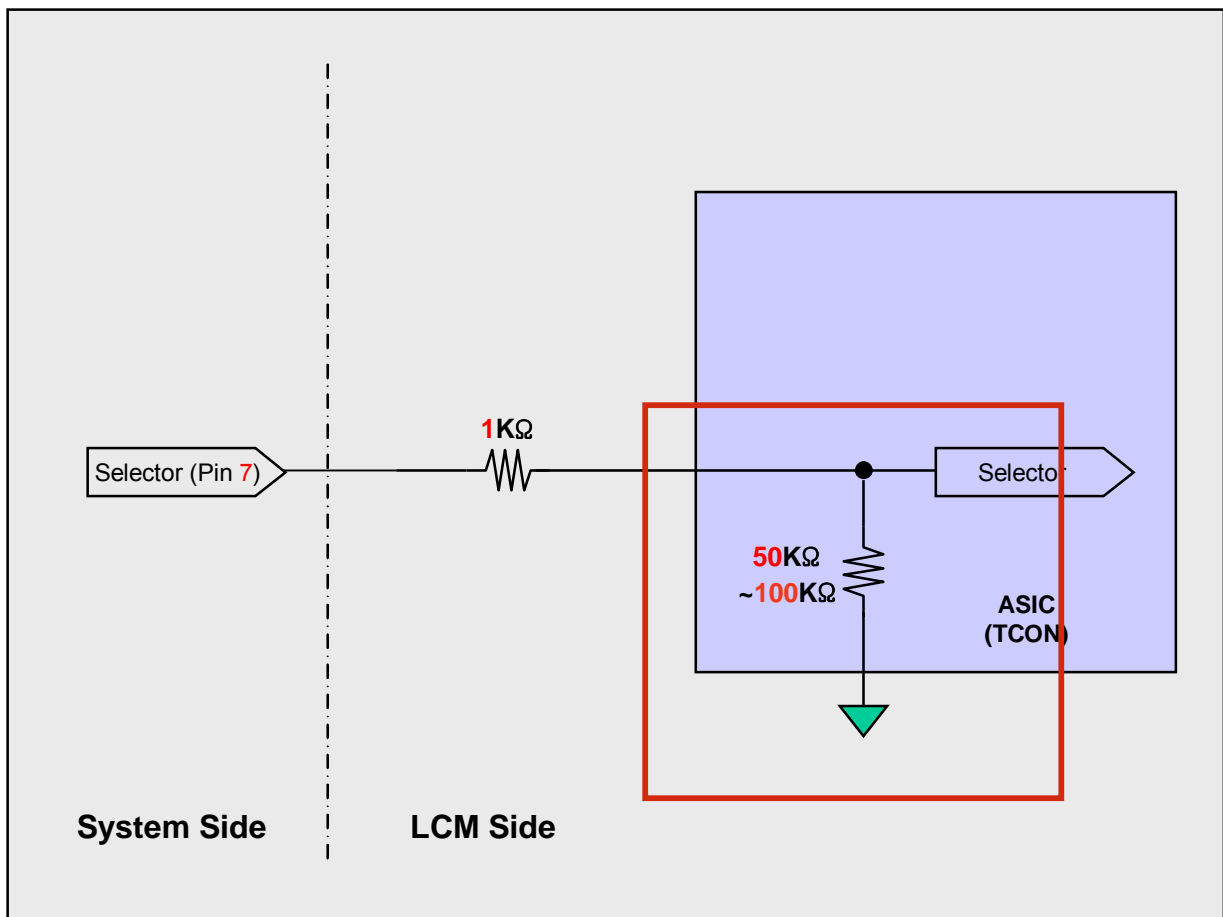 1KΩ
Selector (Pin 7)
Selector
50KΩ
~100KΩ
ASIC
(TCON)
System Side
LCM Side